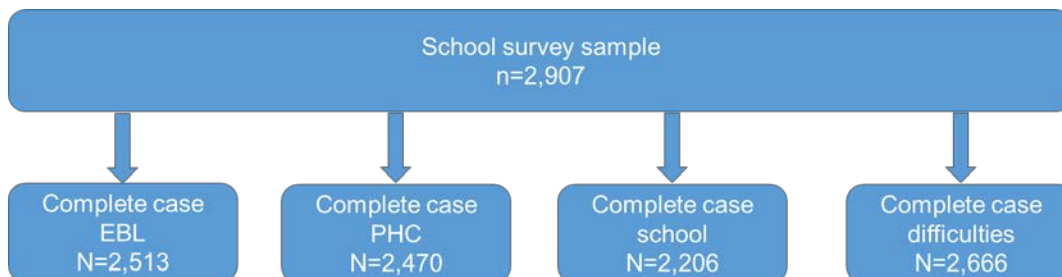 School survey sample
n=2,907
Complete case
EBL
N=2,513
Complete case
PHC
N=2,470
Complete case
school
N=2,206
Complete case
difficulties
N=2,666